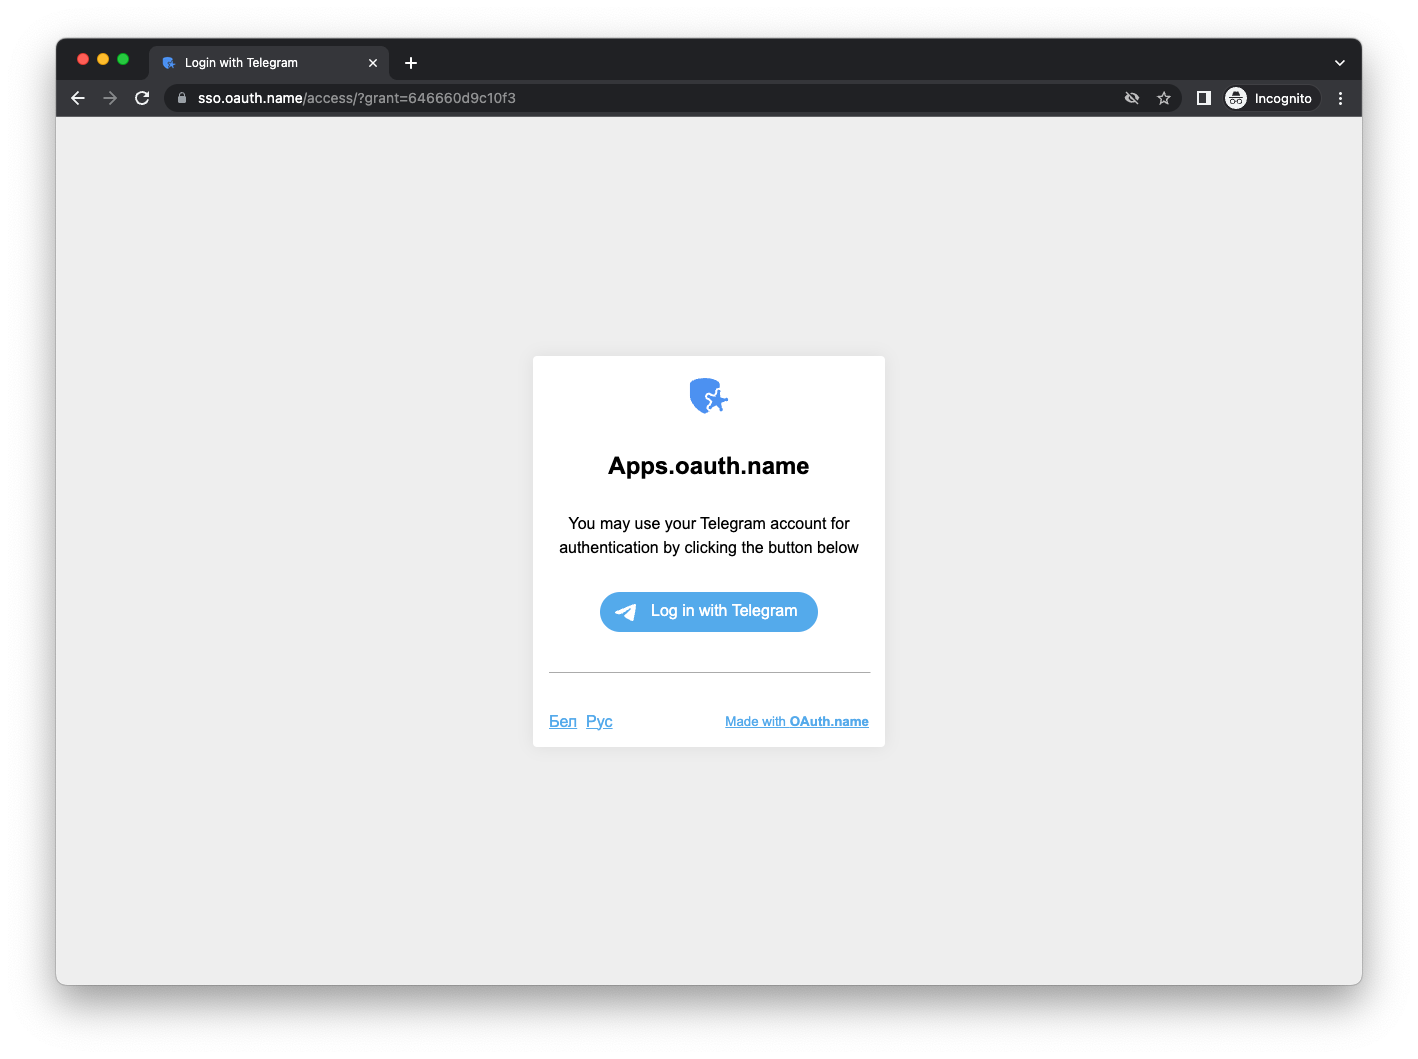 Login with Telegram
sso.oauth.name/access/?grant=646660d9c10f3
Incognito
Apps.oauth.name
You may use your Telegram account for
authentication by clicking the button below
Log in with Telegram
Бел Рус
Made with OAuth.name